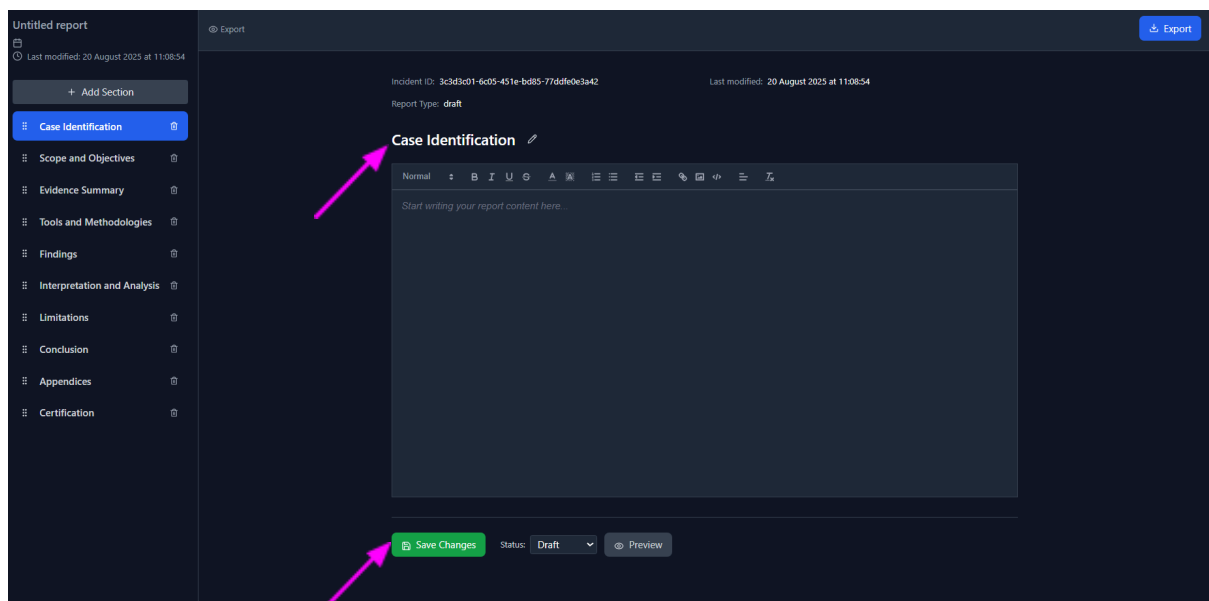 Untitled report
Last modified: 20 August 2025 at 11:08:54
+ Add Section
Case Identification
Scope and Objectives
Evidence Summary
Tools and Methodologies
Findings
Interpretation and Analysis
Limitations
Conclusion
Appendices
Certification
Export
Export
Incident ID: 3c3d3c01-6c05-451e-bd85-77ddfe0e3a42
Last modified: 20 August 2025 at 11:08:54
Report Type: draft
Case Identification
Normal B I U S A A
Start writing your report content here...
Save Changes Status: Draft Preview